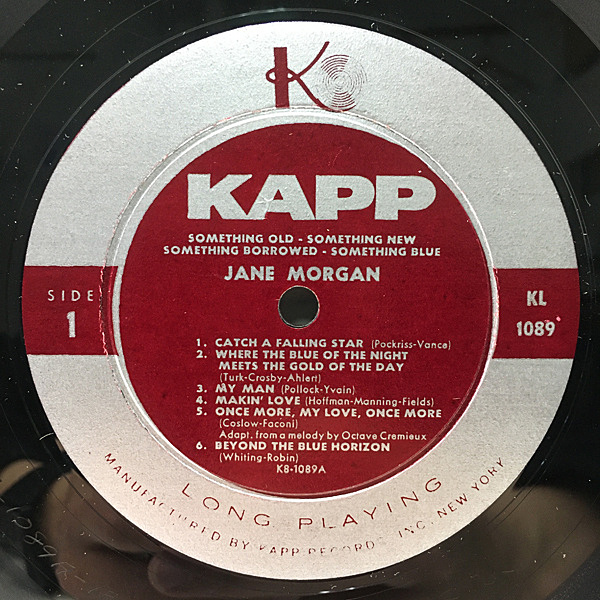 K
KAPP
SOMETHING OLD - SOMETHING NEW
SOMETHING BORROWED - SOMETHING BLUE
JANE MORGAN
SIDE
1
KL
1089
1. CATCH A FALLING STAR (Pockriss-Vance)
2. WHERE THE BLUE OF THE NIGHT
MEETS THE GOLD OF THE DAY
(Turk-Crosby-Ahlert)
3. MY MAN (Pollock-Yvain)
4. MAKIN' LOVE (Hoffman-Manning-Fields)
5. ONCE MORE, MY LOVE, ONCE MORE
(Coslow-Faconi)
Adapt. from a melody by Octave Cremieux
6. BEYOND THE BLUE HORIZON
(Whiting-Robin)
K8-1089A
LONG PLAYING
MANUFACTURED BY KAPP RECORDS, INC. NEW YORK